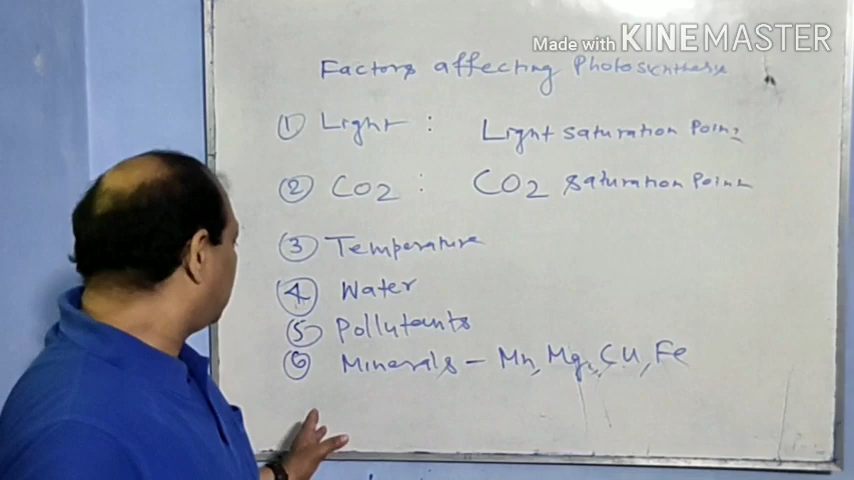 Made with KINEMASTER
Factors affecting Photosynthesis
① Light : Light saturation Point
② CO2 : CO2 saturation Point
③ Temperature
④ Water
⑤ Pollutants
⑥ Minerals - Mn, Mg, Cu, Fe